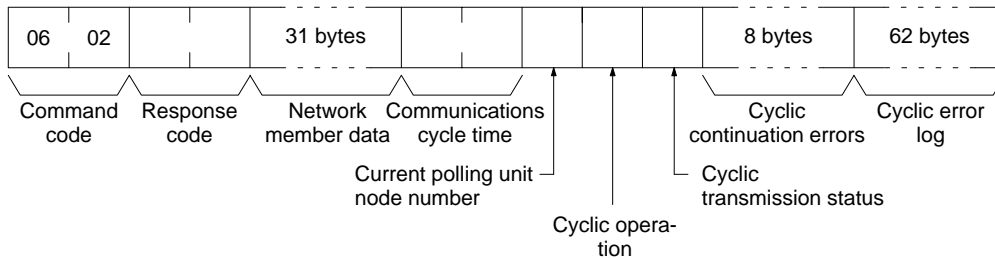 06 02 31 bytes 8 bytes 62 bytes
Command code
Response code
Network member data
Communications cycle time
Cyclic continuation errors
Cyclic error log
Current polling unit node number
Cyclic transmission status
Cyclic opera-
tion